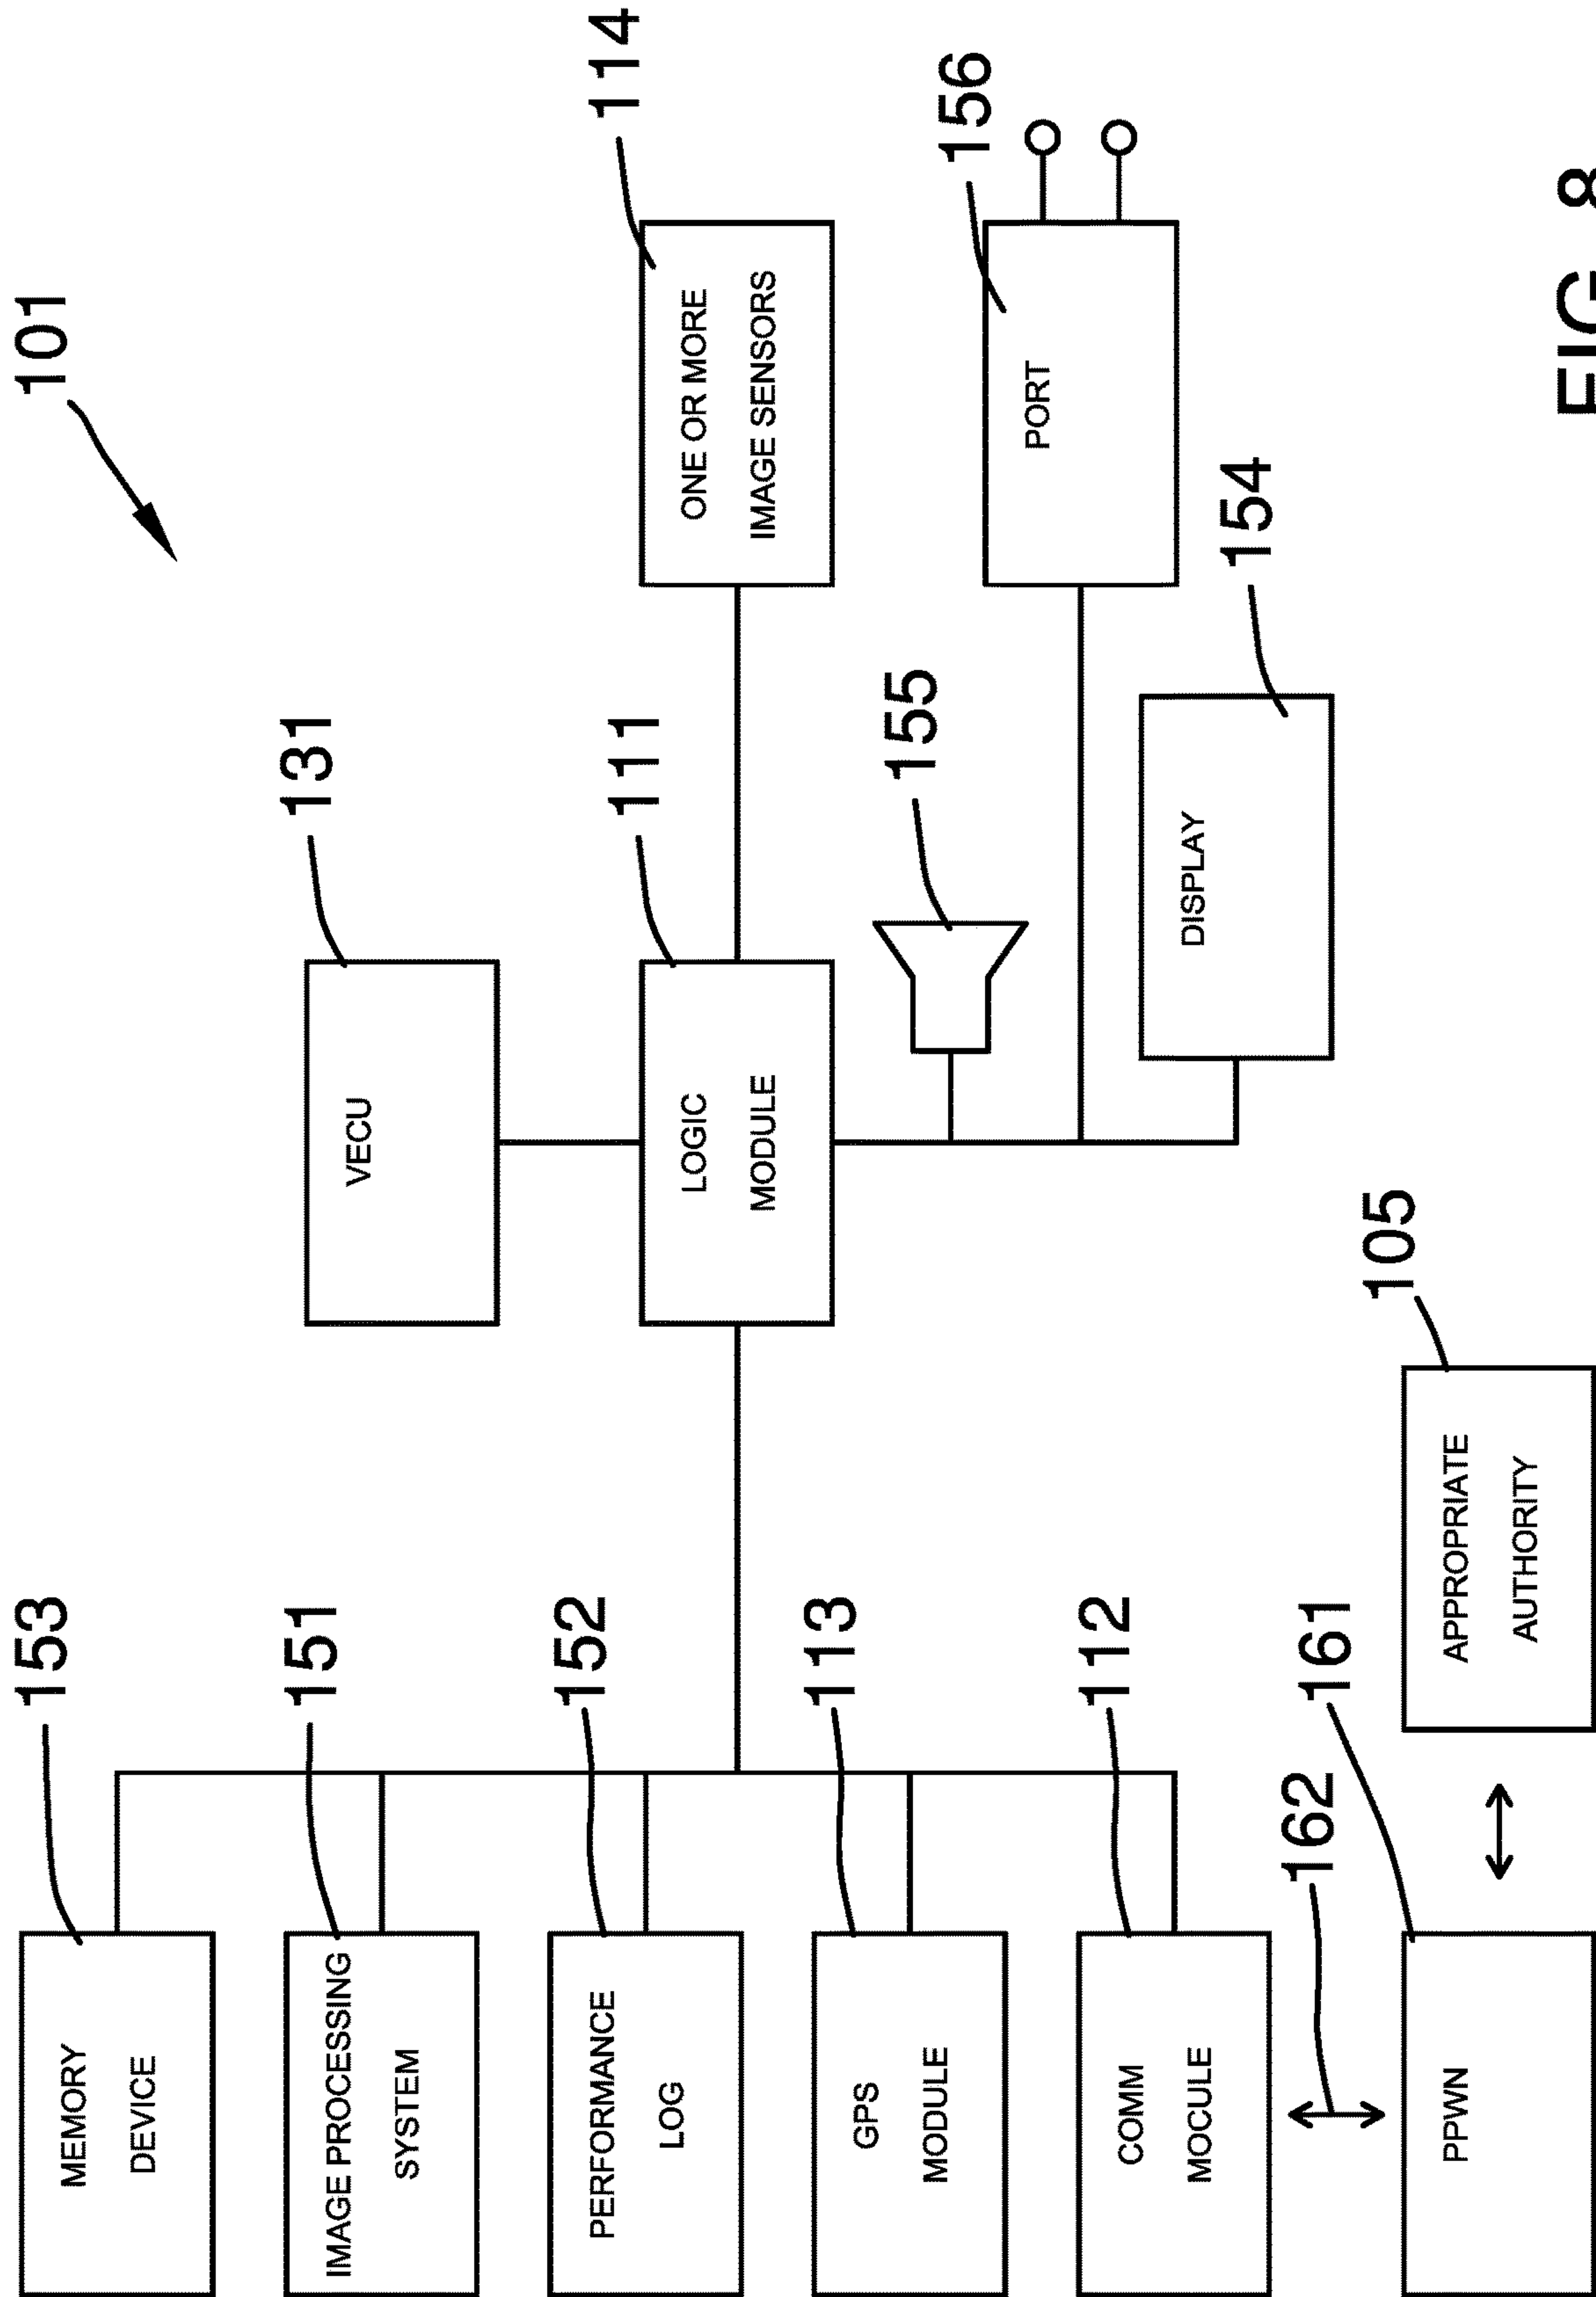 153
101
MEMORY
DEVICE
151
131
IMAGE PROCESSING
SYSTEM
VECU
152
111
114
PERFORMANCE
LOG
LOGIC
MODULE
ONE OR MORE
IMAGE SENSORS
113
155
156
GPS
MODULE
PORT
112
COMM
MOCULE
DISPLAY
154
162
161
105
PPWN
APPROPRIATE
AUTHORITY
FIG 8